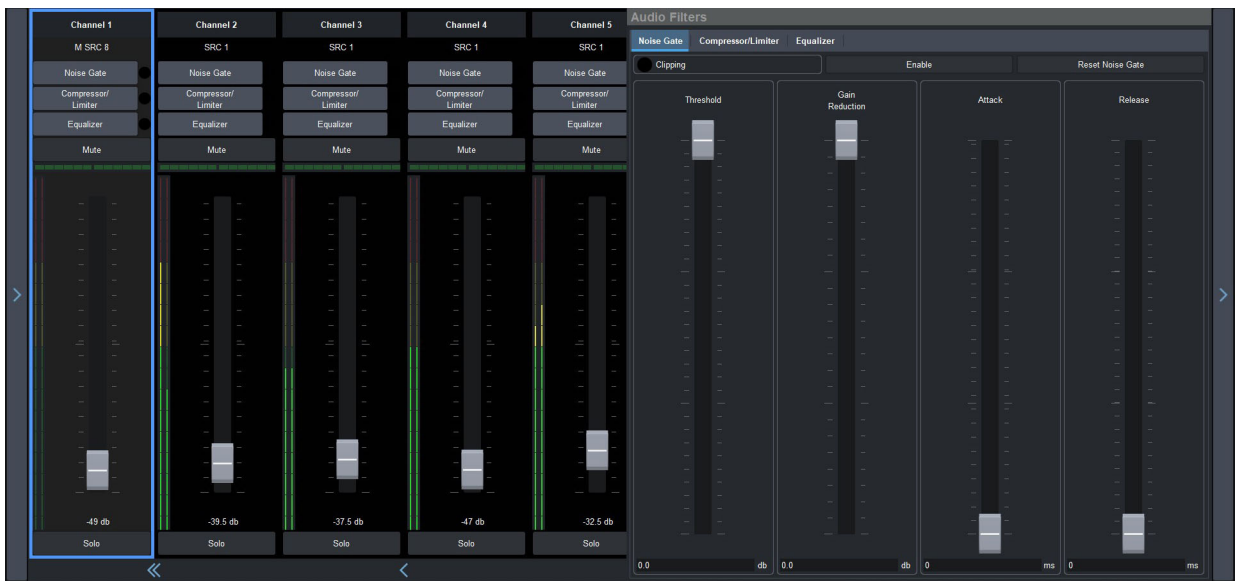 Channel 1
Channel 2
Channel 3
Channel 4
Channel 5
M SRC 8
SRC 1
SRC 1
SRC 1
SRC 1
Noise Gate
Noise Gate
Noise Gate
Noise Gate
Noise Gate
Compressor/
Limiter
Compressor/
Limiter
Compressor/
Limiter
Compressor/
Limiter
Compressor/
Limiter
Equalizer
Equalizer
Equalizer
Equalizer
Equalizer
Mute
Mute
Mute
Mute
Mute
-49 db
-39.5 db
-37.5 db
-47 db
-32.5 db
Solo
Solo
Solo
Solo
Solo
Audio Filters
Noise Gate
Compressor/Limiter
Equalizer
Clipping
Enable
Reset Noise Gate
Threshold
Gain
Reduction
Attack
Release
0.0 db
0.0 db
0 ms
0 ms